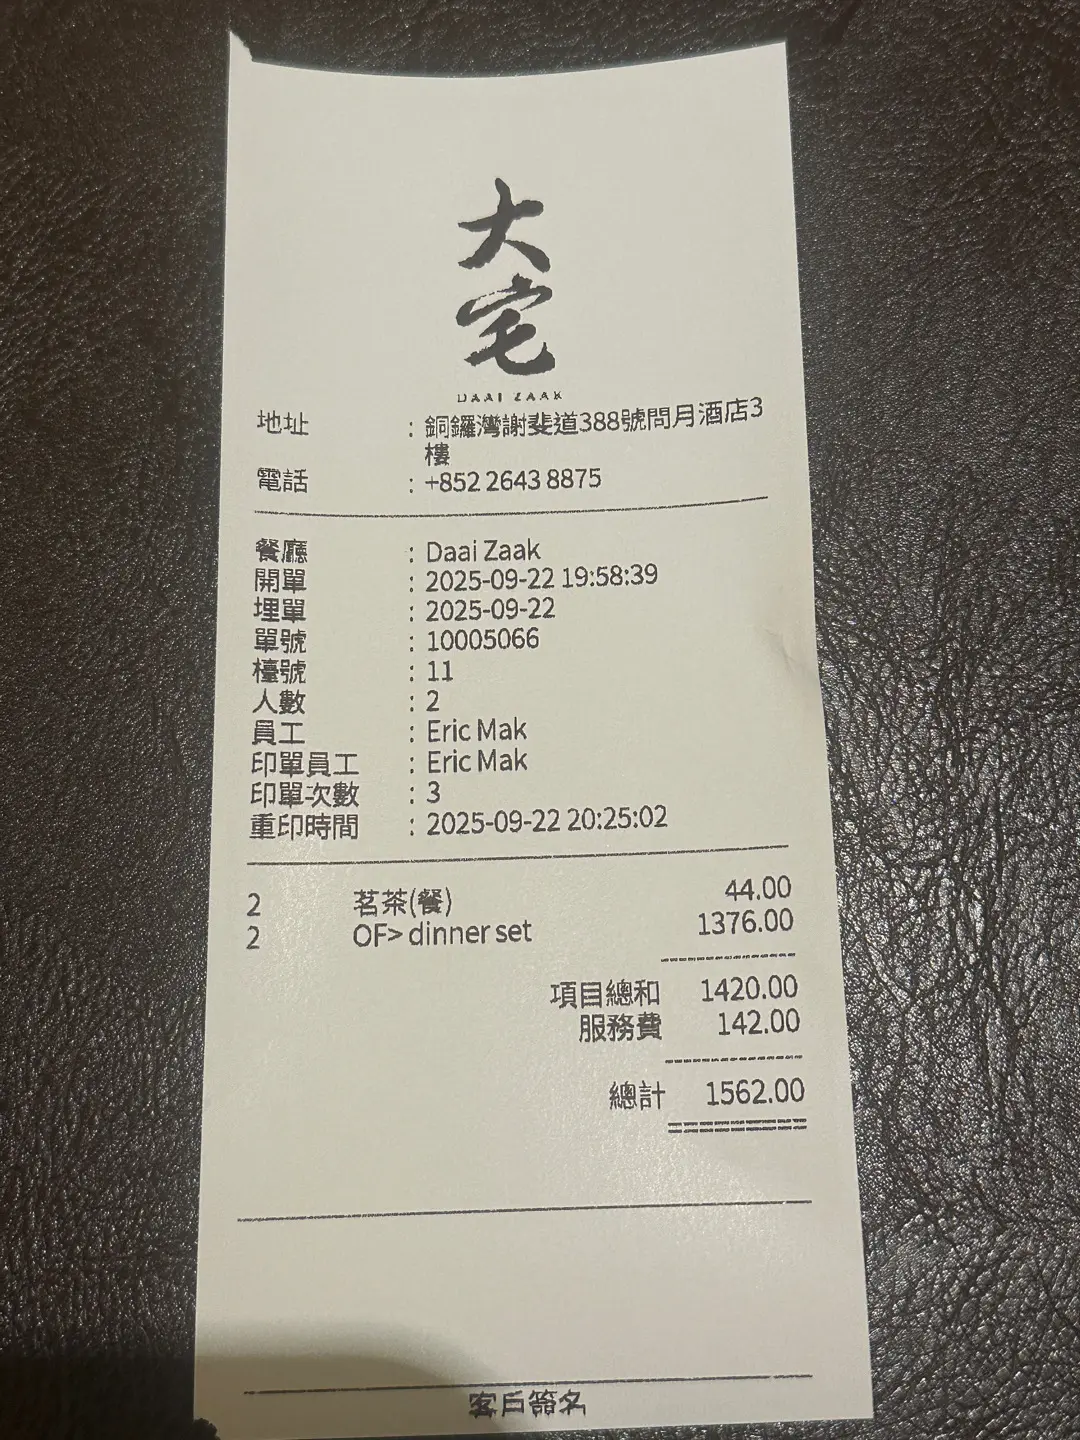 大宅
DAAI ZAAK
地址 : 銅鑼灣謝斐道388號問月酒店3
樓
電話 : +852 2643 8875
餐廳 : Daai Zaak
開單 : 2025-09-22 19:58:39
埋單 : 2025-09-22
單號 : 10005066
檯號 : 11
人數 : 2
員工 : Eric Mak
印單員工 : Eric Mak
印單次數 : 3
重印時間 : 2025-09-22 20:25:02
2 茗茶(餐) 44.00
2 OF> dinner set 1376.00
項目總和 1420.00
服務費 142.00
總計 1562.00
客戶簽名